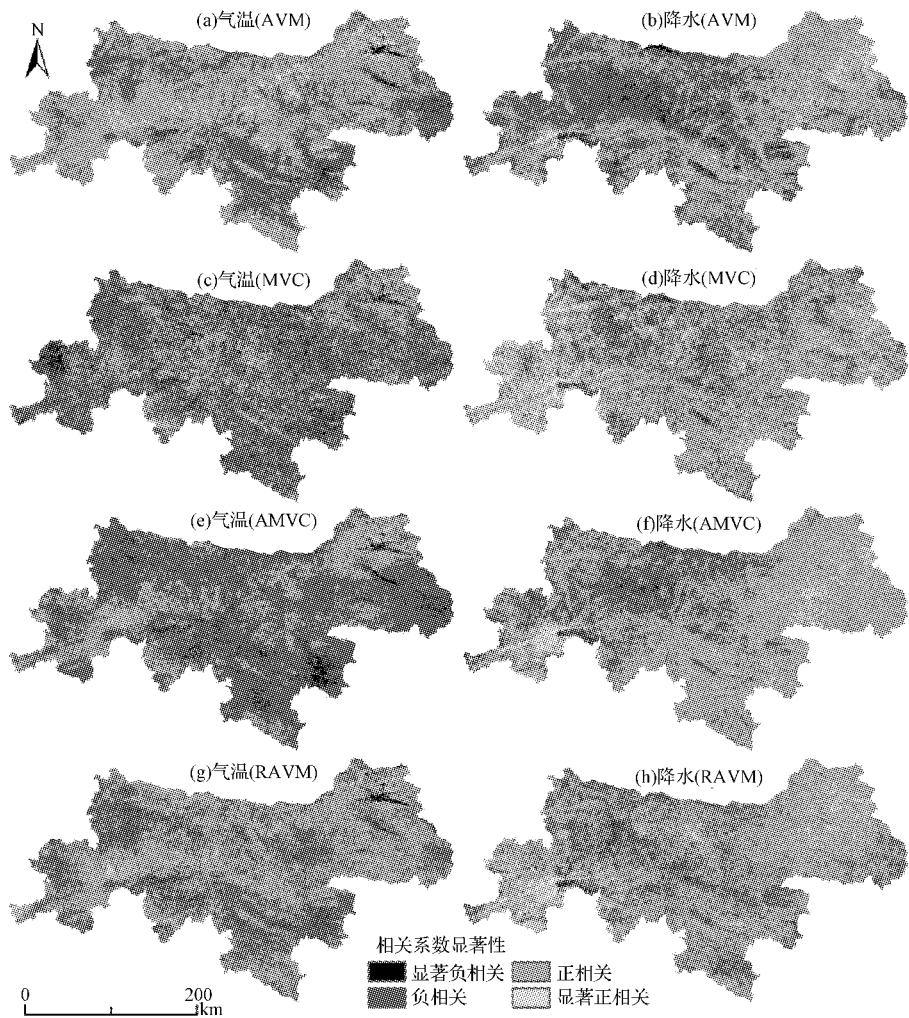 (a)气温(AVM)
(b)降水(AVM)
N
(c)气温(MVC)
(d)降水(MVC)
(e)气温(AMVC)
(f)降水(AMVC)
(g)气温(RAVM)
(h)降水(RAVM)
相关系数显著性
显著负相关 正相关
负相关 显著正相关
0 200
km